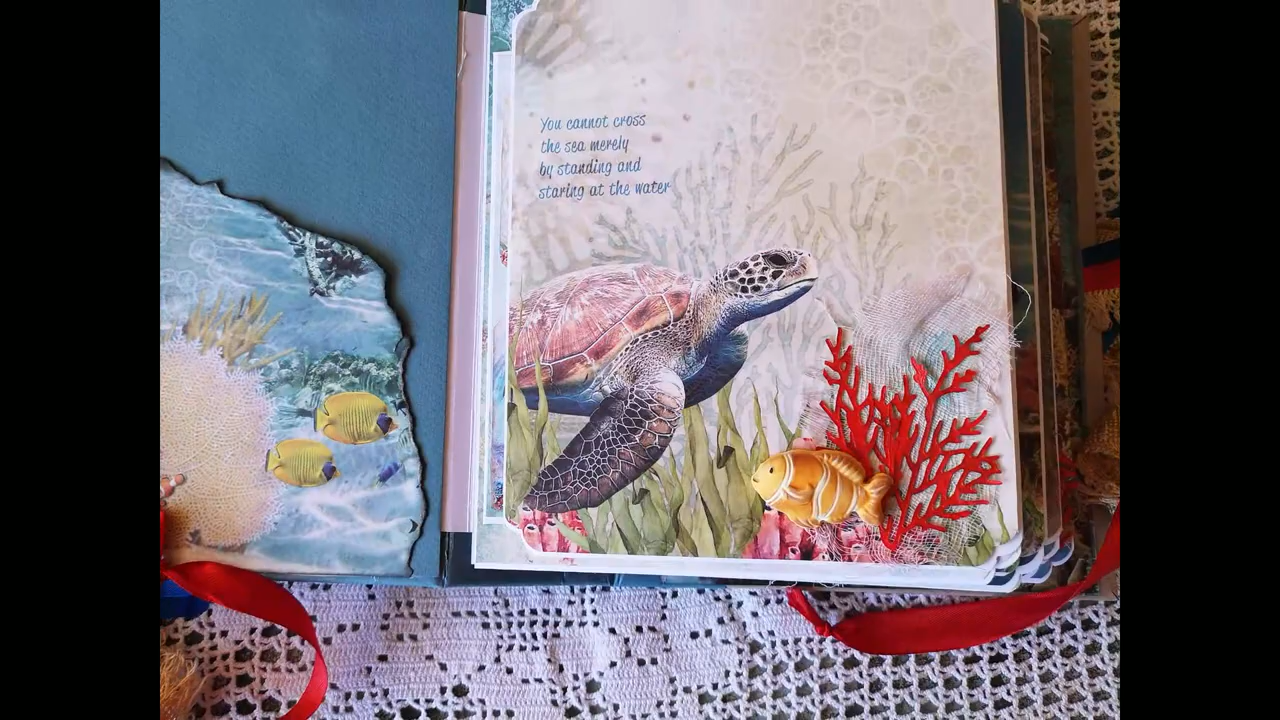 You cannot cross
the sea merely
by standing and
staring at the water